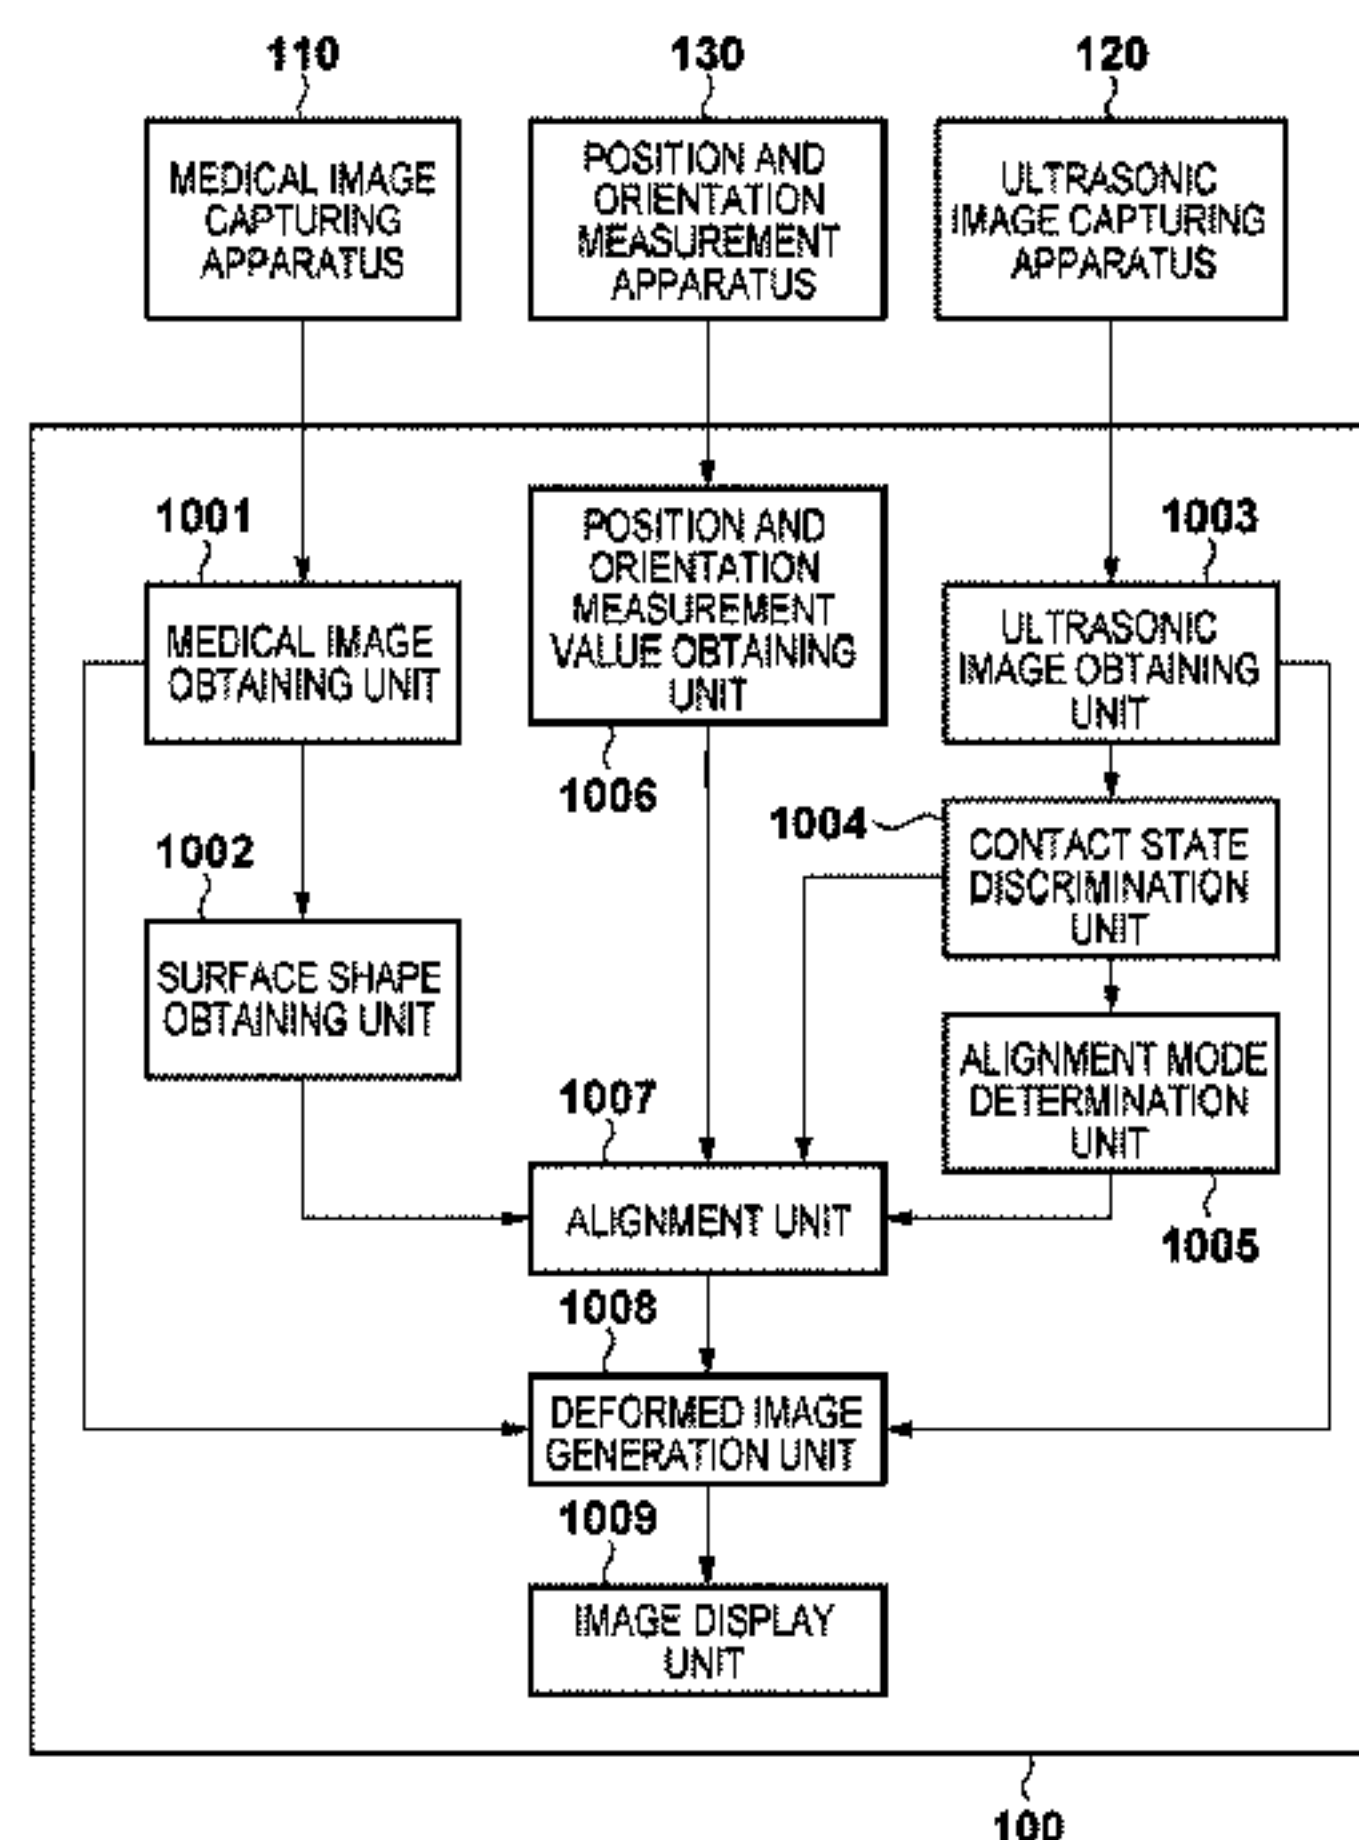 110
130
120
MEDICAL IMAGE
CAPTURING
APPARATUS
POSITION AND
ORIENTATION
MEASUREMENT
APPARATUS
ULTRASONIC
IMAGE CAPTURING
APPARATUS
1001
MEDICAL IMAGE
OBTAINING UNIT
POSITION AND
ORIENTATION
MEASUREMENT
VALUE OBTAINING
UNIT
1006
1003
ULTRASONIC
IMAGE OBTAINING
UNIT
1004
CONTACT STATE
DISCRIMINATION
UNIT
1002
SURFACE SHAPE
OBTAINING UNIT
ALIGNMENT MODE
DETERMINATION
UNIT
1005
1007
ALIGNMENT UNIT
1008
DEFORMED IMAGE
GENERATION UNIT
1009
IMAGE DISPLAY
UNIT
100